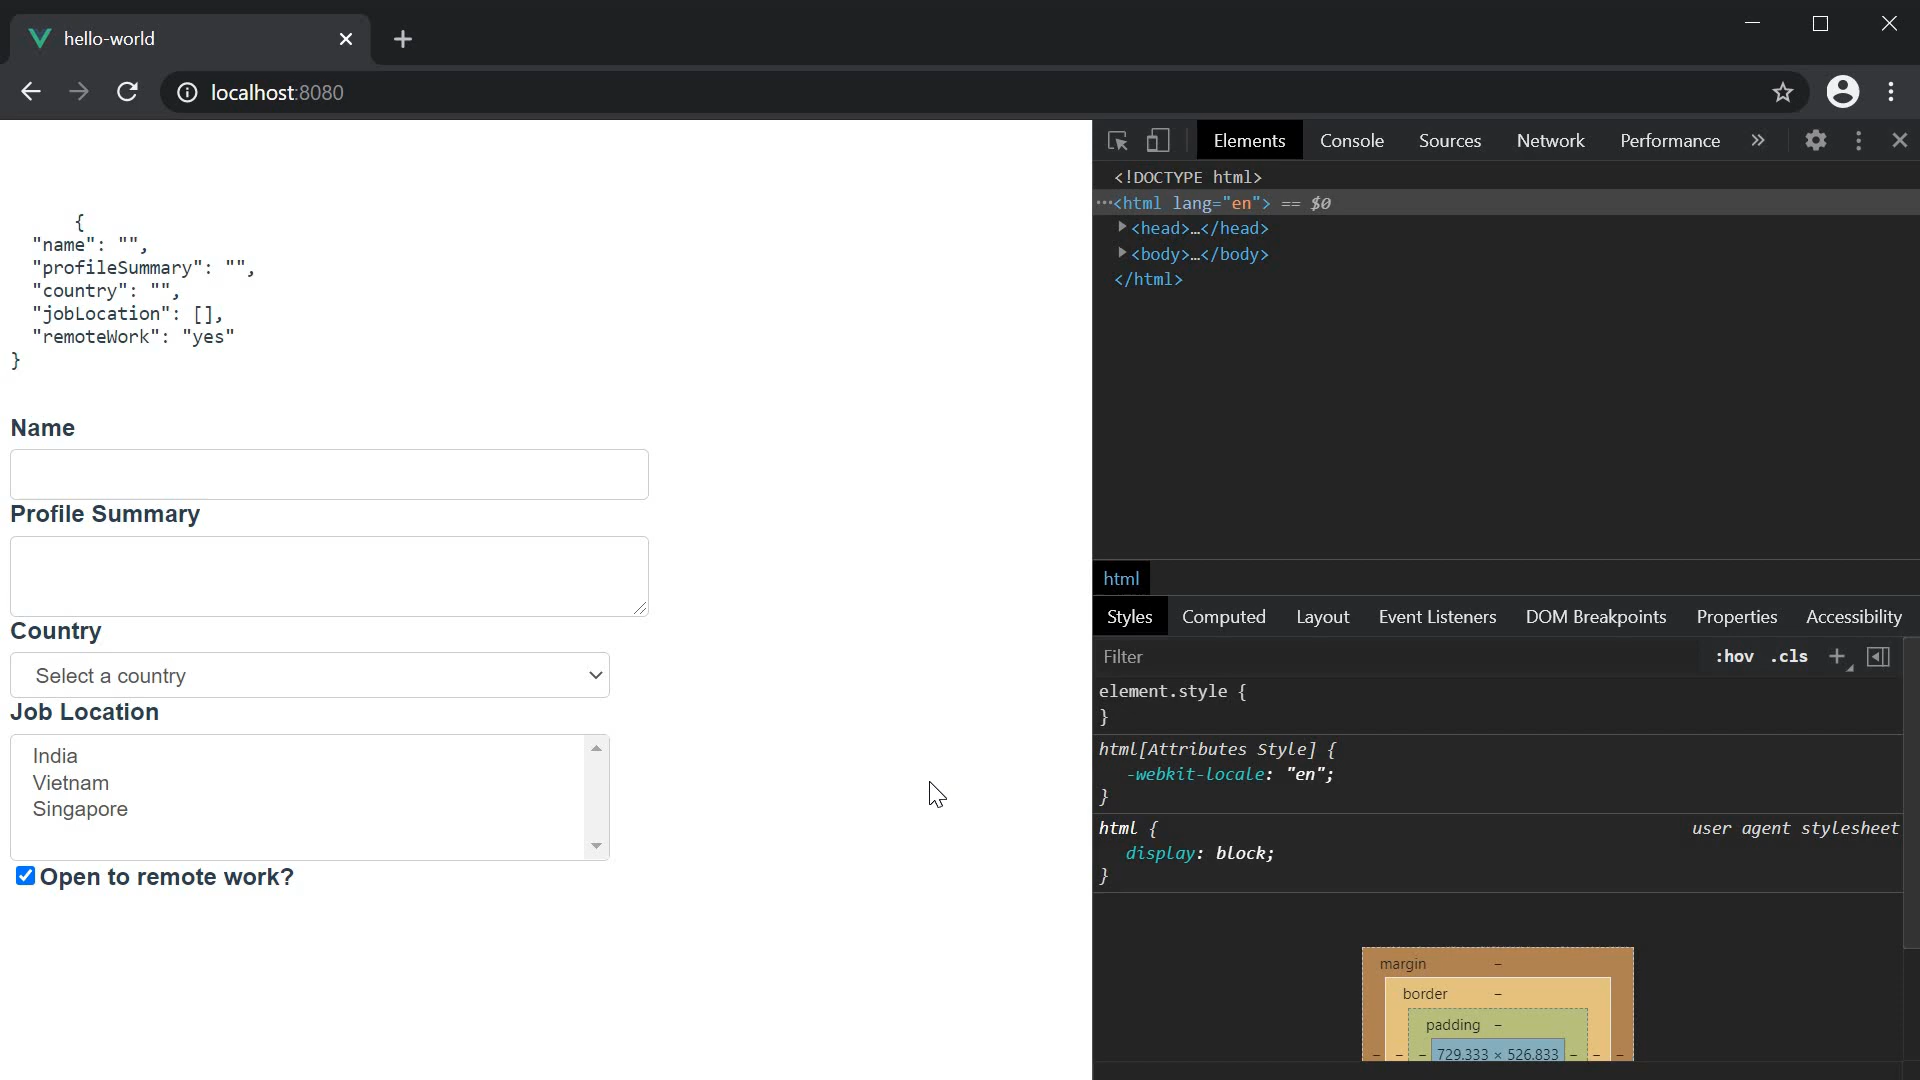 hello-world
localhost:8080
{
"name": "",
"profileSummary": "",
"country": "",
"jobLocation": [],
"remoteWork": "yes"
}
Name
Profile Summary
Country
Select a country
Job Location
India
Vietnam
Singapore
Open to remote work?
Elements Console Sources Network Performance »
<!DOCTYPE html>
…<html lang="en"> == $0
<head>…</head>
<body>…</body>
</html>
html
Styles Computed Layout Event Listeners DOM Breakpoints Properties Accessibility
Filter :hov .cls +
element.style {
}
html[Attributes Style] {
-webkit-locale: "en";
}
html { user agent stylesheet
display: block;
}
margin –
border –
padding –
– – – 729.333 × 526.833 – – –